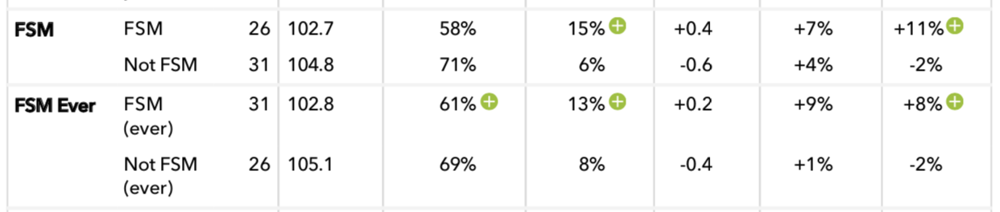 FSM FSM 26 102.7 58% 15% + +0.4 +7% +11% +
Not FSM 31 104.8 71% 6% -0.6 +4% -2%
FSM Ever FSM 31 102.8 61% + 13% + +0.2 +9% +8% +
(ever)
Not FSM 26 105.1 69% 8% -0.4 +1% -2%
(ever)